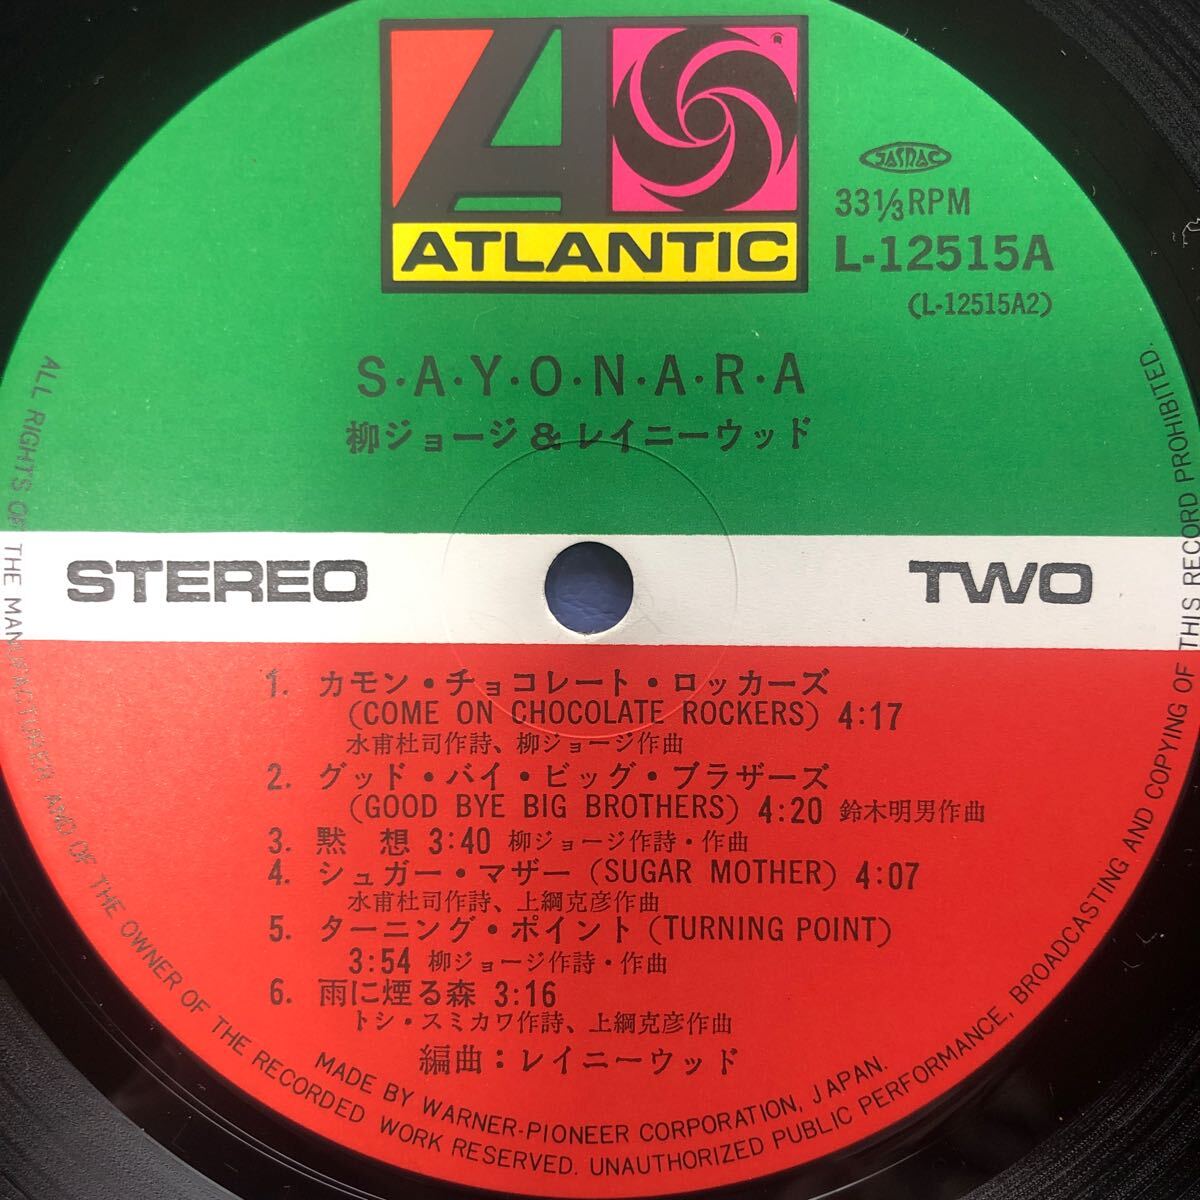 ATLANTIC
®
JASRAC
33 1/3 RPM
L-12515A
(L-12515A2)
S・A・Y・O・N・A・R・A
柳ジョージ & レイニーウッド
STEREO
TWO
1. カモン・チョコレート・ロッカーズ
(COME ON CHOCOLATE ROCKERS) 4:17
水甫杜司作詩、柳ジョージ作曲
2. グッド・バイ・ビッグ・ブラザーズ
(GOOD BYE BIG BROTHERS) 4:20 鈴木明男作曲
3. 黙 想 3:40 柳ジョージ作詩・作曲
4. シュガー・マザー (SUGAR MOTHER) 4:07
水甫杜司作詩、上綱克彦作曲
5. ターニング・ポイント (TURNING POINT)
3:54 柳ジョージ作詩・作曲
6. 雨に煙る森 3:16
トシ・スミカワ作詩、上綱克彦作曲
編曲：レイニーウッド
MADE BY WARNER-PIONEER CORPORATION, JAPAN.
ALL RIGHTS OF THE MANUFACTURER AND OF THE OWNER OF THE RECORDED WORK RESERVED. UNAUTHORIZED PUBLIC PERFORMANCE, BROADCASTING AND COPYING OF THIS RECORD PROHIBITED.